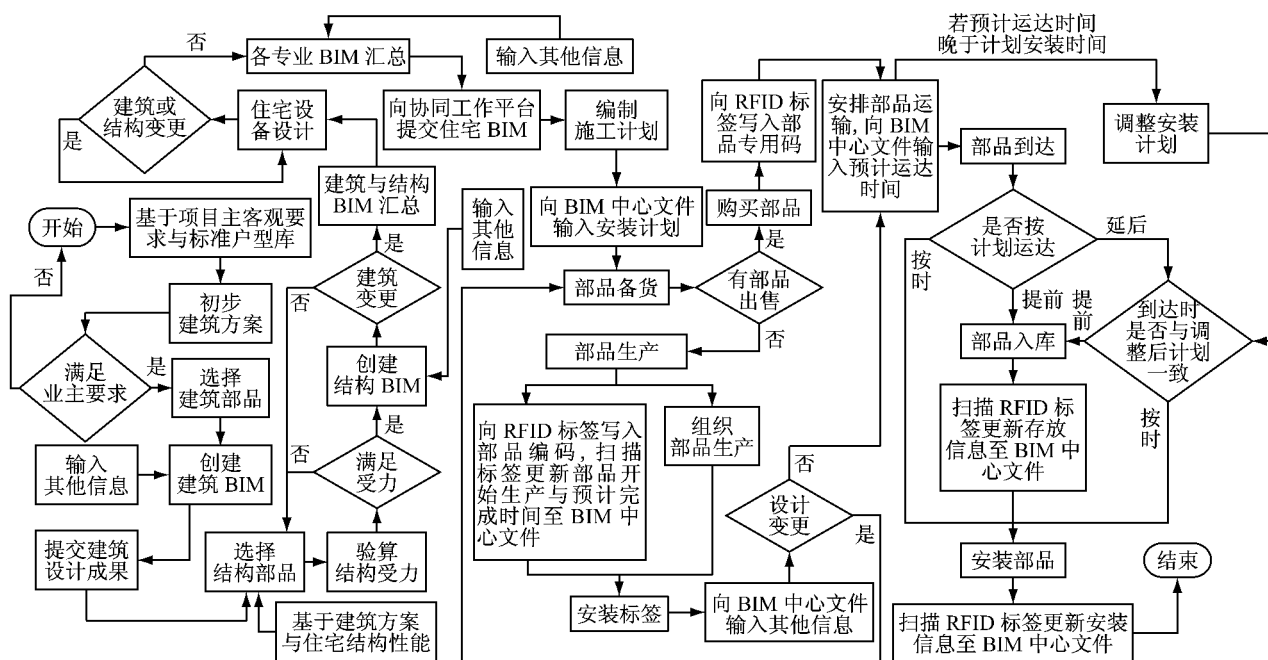 开始
基于项目主客观要
求与标准户型库
初步
建筑方案
满足
业主要求
否
是
选择
建筑部品
输入
其他信息
创建
建筑 BIM
提交建筑
设计成果
选择
结构部品
基于建筑方案
与住宅结构性能
验算
结构受力
满足
受力
否
是
创建
结构 BIM
输入
其他信息
建筑
变更
否
是
建筑与结构
BIM 汇总
住宅设
备设计
建筑或
结构变更
是
否
各专业 BIM 汇总
输入其他信息
向协同工作平台
提交住宅 BIM
编制
施工计划
向 BIM 中心文件
输入安装计划
部品备货
有部品
出售
是
否
购买部品
向 RFID 标
签写入部
品专用码
部品生产
向 RFID 标签写入
部品编码，扫描
标签更新部品开
始生产与预计完
成时间至 BIM 中
心文件
组织
部品生产
安装标签
向 BIM 中心文件
输入其他信息
设计
变更
否
是
安排部品运
输，向 BIM
中心文件输
入预计运达
时间
若预计运达时间
晚于计划安装时间
调整安装
计划
部品到达
是否按
计划运达
按时
提前
延后
到达时
是否与调
整后计划
一致
提前
按时
部品入库
扫描 RFID 标
签更新存放
信息至 BIM 中
心文件
安装部品
扫描 RFID 标签更新安装
信息至 BIM 中心文件
结束